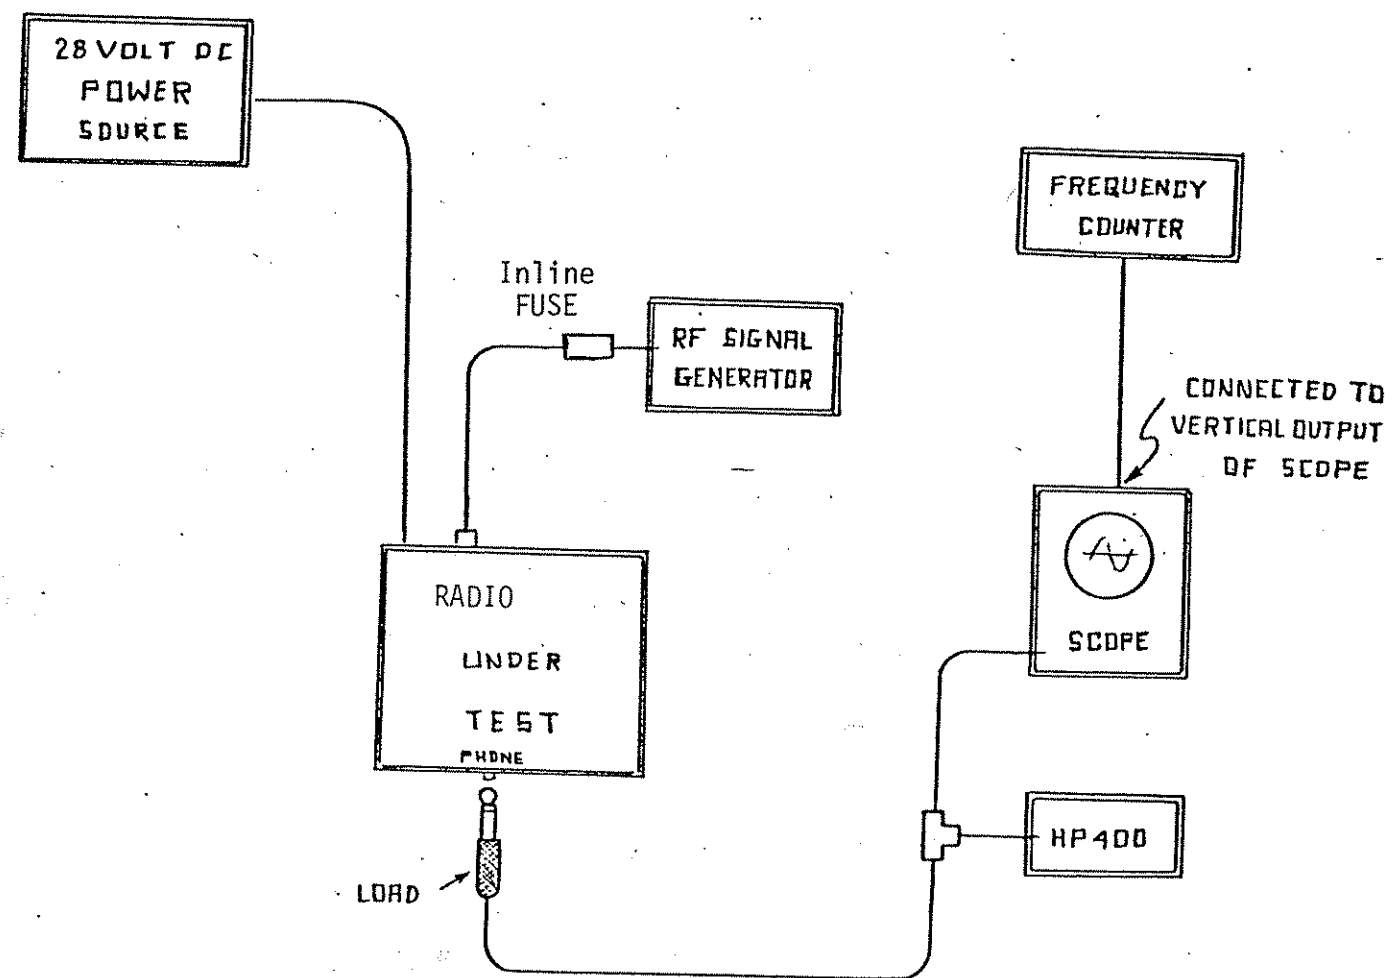 28 VOLT DC
POWER
SOURCE
FREQUENCY
COUNTER
Inline
FUSE
RF SIGNAL
GENERATOR
CONNECTED TO
VERTICAL OUTPUT
OF SCOPE
RADIO
UNDER
TEST
PHONE
SCOPE
HP400
LOAD